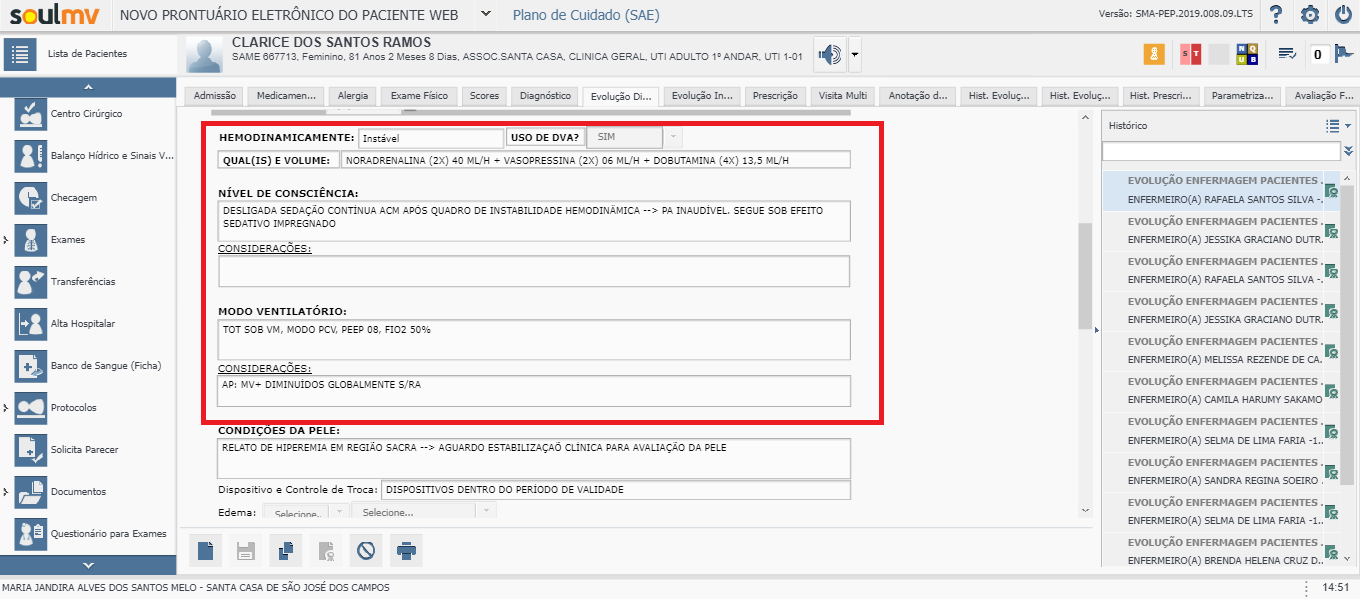 soulmv
NOVO PRONTUÁRIO ELETRÔNICO DO PACIENTE WEB
Plano de Cuidado (SAE)
Versão: SMA-PEP.2019.008.09.LTS
?
Lista de Pacientes
CLARICE DOS SANTOS RAMOS
SAME 667713, Feminino, 81 Anos 2 Meses 8 Dias, ASSOC.SANTA CASA, CLINICA GERAL, UTI ADULTO 1º ANDAR, UTI 1-01
S T
N Q
U B
0
Admissão
Medicamen...
Alergia
Exame Físico
Scores
Diagnóstico
Evolução Di...
Evolução In...
Prescrição
Visita Multi
Anotação d...
Hist. Evoluç...
Hist. Evoluç...
Hist. Prescri...
Parametriza...
Avaliação F...
Centro Cirúrgico
Balanço Hídrico e Sinais V...
Checagem
Exames
Transferências
Alta Hospitalar
Banco de Sangue (Ficha)
Protocolos
Solicita Parecer
Documentos
Questionário para Exames
HEMODINAMICAMENTE: Instável USO DE DVA? SIM
QUAL(IS) E VOLUME: NORADRENALINA (2X) 40 ML/H + VASOPRESSINA (2X) 06 ML/H + DOBUTAMINA (4X) 13,5 ML/H
NÍVEL DE CONSCIÊNCIA:
DESLIGADA SEDAÇÃO CONTÍNUA ACM APÓS QUADRO DE INSTABILIDADE HEMODINÂMICA --> PA INAUDÍVEL. SEGUE SOB EFEITO
SEDATIVO IMPREGNADO
CONSIDERAÇÕES:
MODO VENTILATÓRIO:
TOT SOB VM, MODO PCV, PEEP 08, FIO2 50%
CONSIDERAÇÕES:
AP: MV+ DIMINUÍDOS GLOBALMENTE S/RA
CONDIÇÕES DA PELE:
RELATO DE HIPEREMIA EM REGIÃO SACRA --> AGUARDO ESTABILIZAÇAÕ CLÍNICA PARA AVALIAÇÃO DA PELE
Dispositivo e Controle de Troca: DISPOSITIVOS DENTRO DO PERÍODO DE VALIDADE
Edema: Selecione.. Selecione...
Histórico
EVOLUÇÃO ENFERMAGEM PACIENTES .
ENFERMEIRO(A) RAFAELA SANTOS SILVA -.
EVOLUÇÃO ENFERMAGEM PACIENTES .
ENFERMEIRO(A) JESSIKA GRACIANO DUTR.
EVOLUÇÃO ENFERMAGEM PACIENTES .
ENFERMEIRO(A) RAFAELA SANTOS SILVA -.
EVOLUÇÃO ENFERMAGEM PACIENTES .
ENFERMEIRO(A) JESSIKA GRACIANO DUTR.
EVOLUÇÃO ENFERMAGEM PACIENTES .
ENFERMEIRO(A) MELISSA REZENDE DE CA.
EVOLUÇÃO ENFERMAGEM PACIENTES .
ENFERMEIRO(A) CAMILA HARUMY SAKAMO
EVOLUÇÃO ENFERMAGEM PACIENTES .
ENFERMEIRO(A) SELMA DE LIMA FARIA -1..
EVOLUÇÃO ENFERMAGEM PACIENTES .
ENFERMEIRO(A) SANDRA REGINA SOEIRO .
EVOLUÇÃO ENFERMAGEM PACIENTES .
ENFERMEIRO(A) SELMA DE LIMA FARIA -1..
EVOLUÇÃO ENFERMAGEM PACIENTES .
ENFERMEIRO(A) BRENDA HELENA CRUZ D..
MARIA JANDIRA ALVES DOS SANTOS MELO - SANTA CASA DE SÃO JOSÉ DOS CAMPOS
14:51